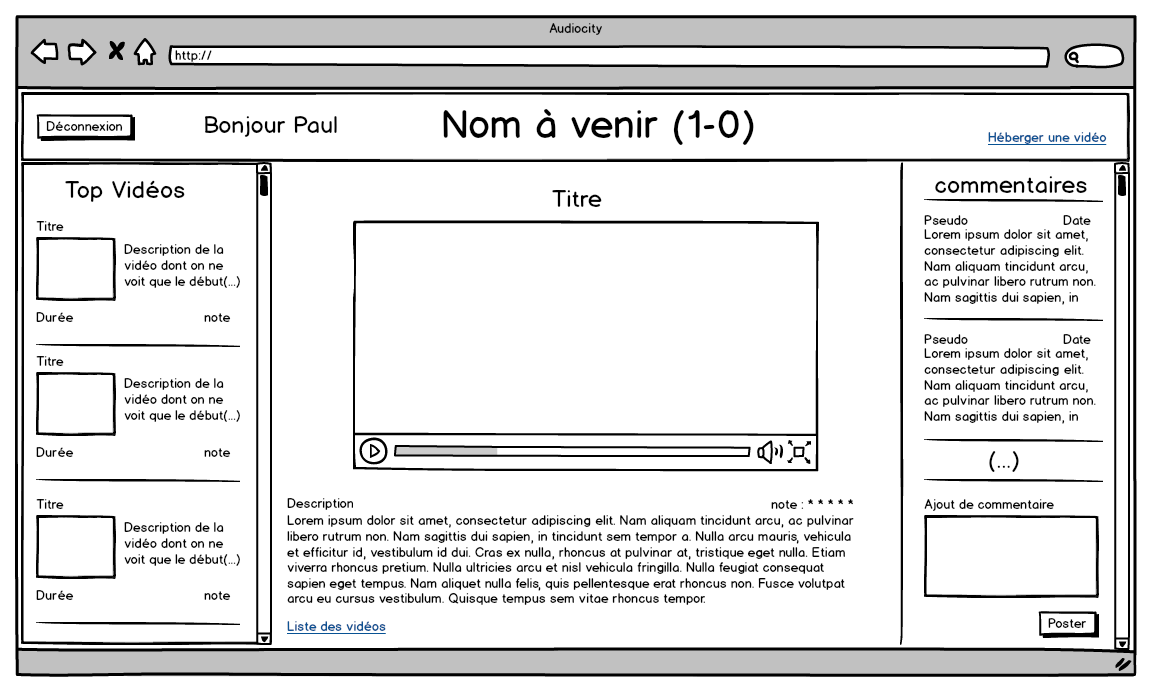 Audiocity
http://
Déconnexion
Bonjour Paul
Nom à venir (1-0)
Héberger une vidéo
Top Vidéos
Titre
Description de la
vidéo dont on ne
voit que le début(...)
Durée note
Titre
Description de la
vidéo dont on ne
voit que le début(...)
Durée note
Titre
Description de la
vidéo dont on ne
voit que le début(...)
Durée note
Titre
Description note : * * * * *
Lorem ipsum dolor sit amet, consectetur adipiscing elit. Nam aliquam tincidunt arcu, ac pulvinar
libero rutrum non. Nam sagittis dui sapien, in tincidunt sem tempor a. Nulla arcu mauris, vehicula
et efficitur id, vestibulum id dui. Cras ex nulla, rhoncus at pulvinar at, tristique eget nulla. Etiam
viverra rhoncus pretium. Nulla ultricies arcu et nisl vehicula fringilla. Nulla feugiat consequat
sapien eget tempus. Nam aliquet nulla felis, quis pellentesque erat rhoncus non. Fusce volutpat
arcu eu cursus vestibulum. Quisque tempus sem vitae rhoncus tempor.
Liste des vidéos
commentaires
Pseudo Date
Lorem ipsum dolor sit amet,
consectetur adipiscing elit.
Nam aliquam tincidunt arcu,
ac pulvinar libero rutrum non.
Nam sagittis dui sapien, in
Pseudo Date
Lorem ipsum dolor sit amet,
consectetur adipiscing elit.
Nam aliquam tincidunt arcu,
ac pulvinar libero rutrum non.
Nam sagittis dui sapien, in
(...)
Ajout de commentaire
Poster